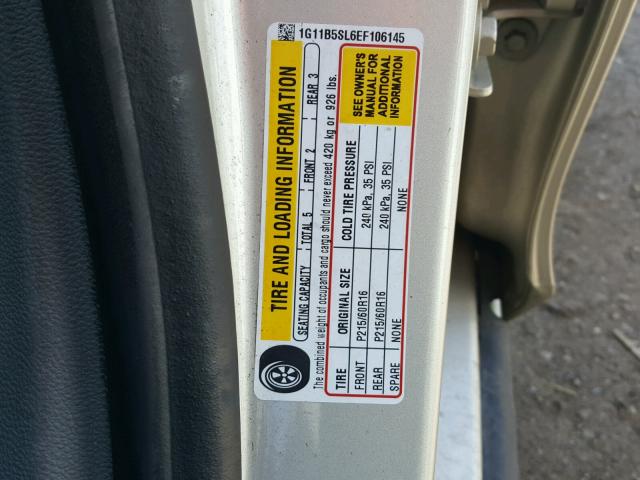 1G11B5SL6EF106145
TIRE AND LOADING INFORMATION
SEATING CAPACITY TOTAL 5 FRONT 2 REAR 3
The combined weight of occupants and cargo should never exceed 420 kg or 926 lbs.
TIRE ORIGINAL SIZE COLD TIRE PRESSURE
FRONT P215/60R16 240 kPa, 35 PSI
REAR P215/60R16 240 kPa, 35 PSI
SPARE NONE NONE
SEE OWNER'S
MANUAL FOR
ADDITIONAL
INFORMATION